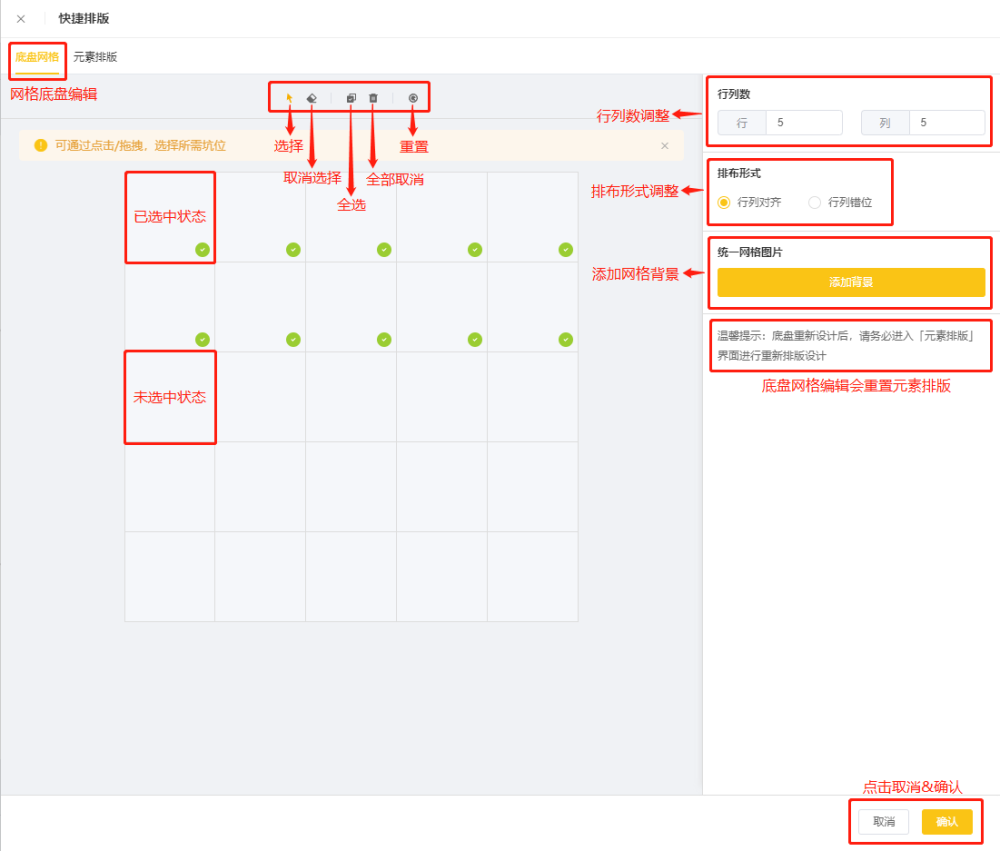 快捷排版
底盘网格 元素排版
网格底盘编辑
选择
取消选择
全选
全部取消
重置
可通过点击/拖拽，选择所需坑位
已选中状态
未选中状态
行列数调整
行列数
行 5 列 5
排布形式调整
排布形式
行列对齐 行列错位
添加网格背景
统一网格图片
添加背景
温馨提示：底盘重新设计后，请务必进入「元素排版」
界面进行重新排版设计
底盘网格编辑会重置元素排版
点击取消&确认
取消 确认